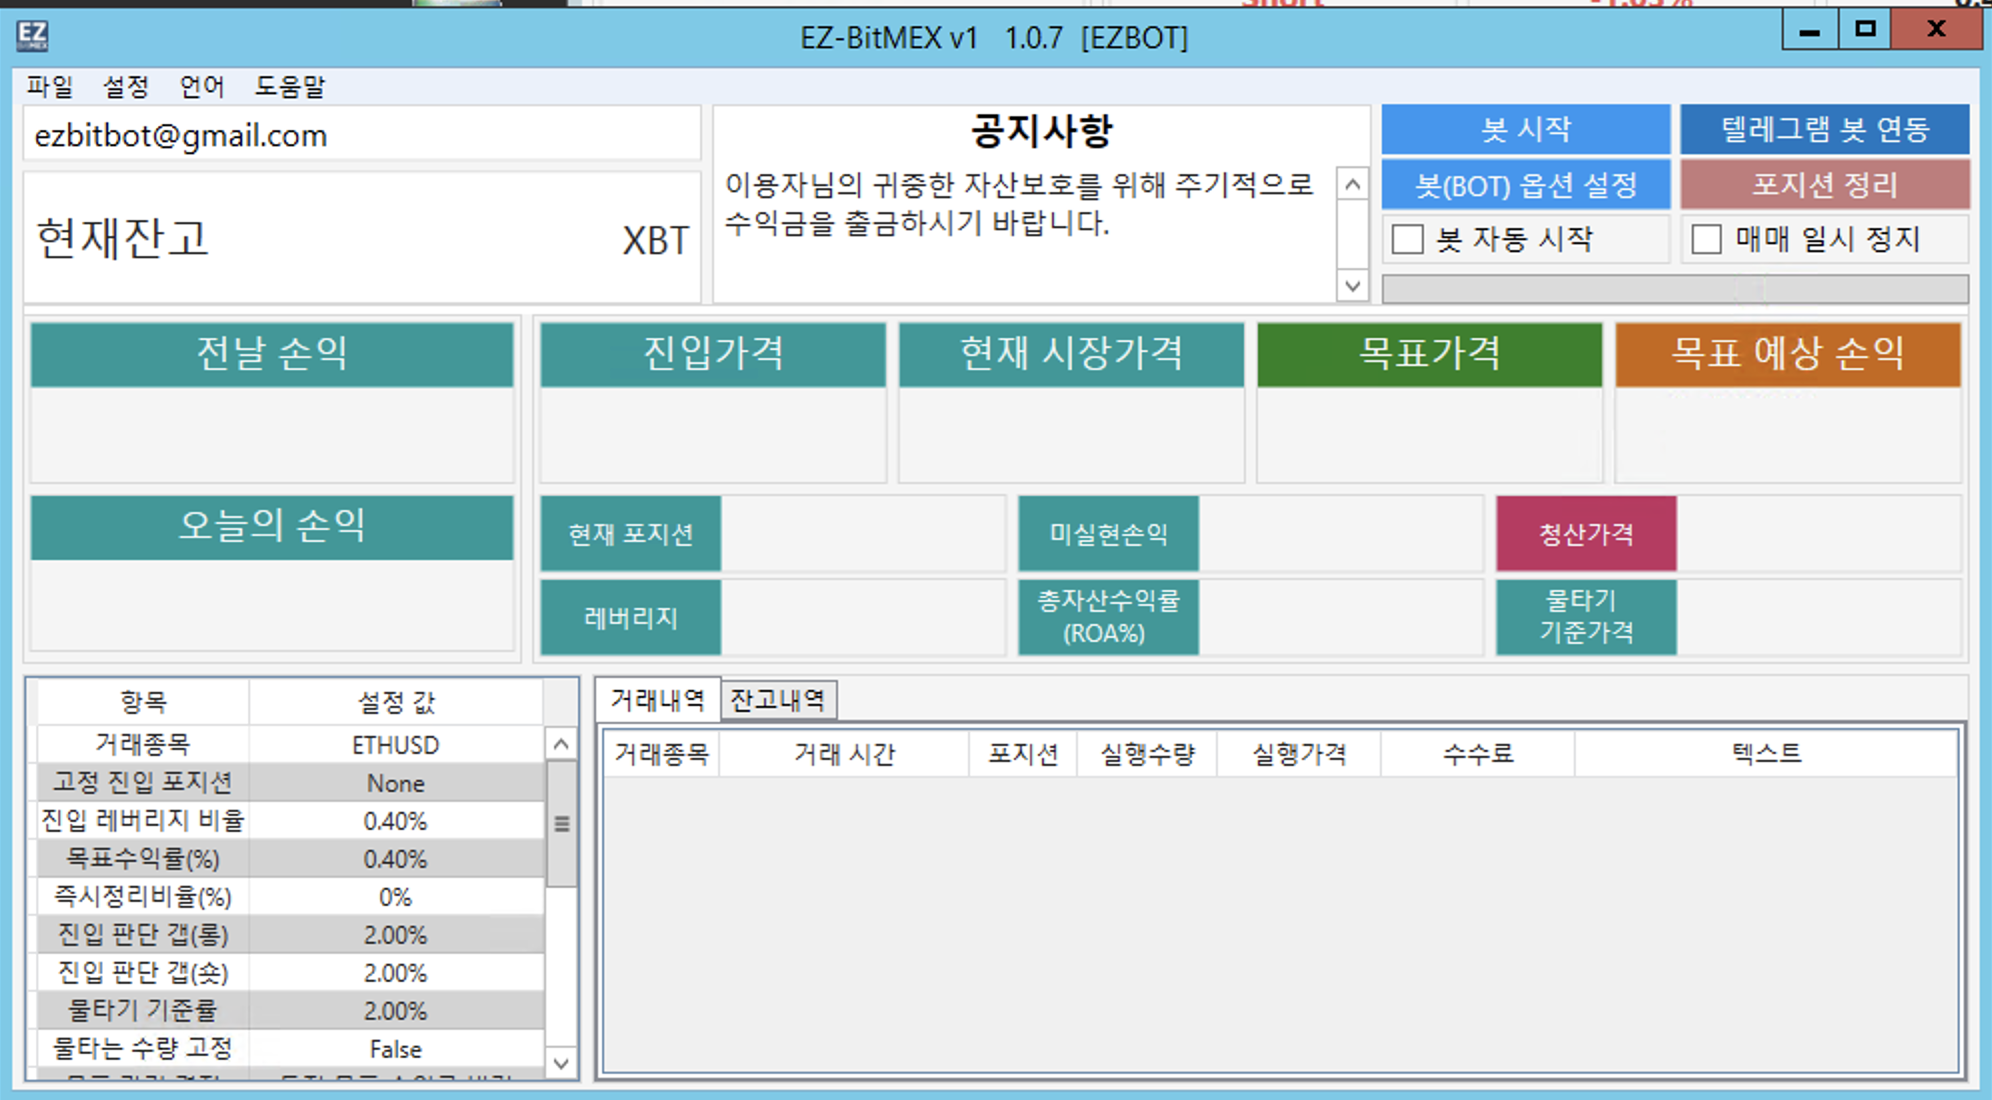 Short -1.05%
EZ-BitMEX v1 1.0.7 [EZBOT]
파일 설정 언어 도움말
ezbitbot@gmail.com
현재잔고 XBT
공지사항
이용자님의 귀중한 자산보호를 위해 주기적으로
수익금을 출금하시기 바랍니다.
봇 시작 텔레그램 봇 연동
봇(BOT) 옵션 설정 포지션 정리
봇 자동 시작 매매 일시 정지
전날 손익 진입가격 현재 시장가격 목표가격 목표 예상 손익
오늘의 손익
현재 포지션 미실현손익 청산가격
레버리지 총자산수익률
(ROA%)
물타기
기준가격
항목 설정 값
거래종목 ETHUSD
고정 진입 포지션 None
진입 레버리지 비율 0.40%
목표수익률(%) 0.40%
즉시정리비율(%) 0%
진입 판단 갭(롱) 2.00%
진입 판단 갭(숏) 2.00%
물타기 기준률 2.00%
물타는 수량 고정 False
거래내역 잔고내역
거래종목 거래 시간 포지션 실행수량 실행가격 수수료 텍스트